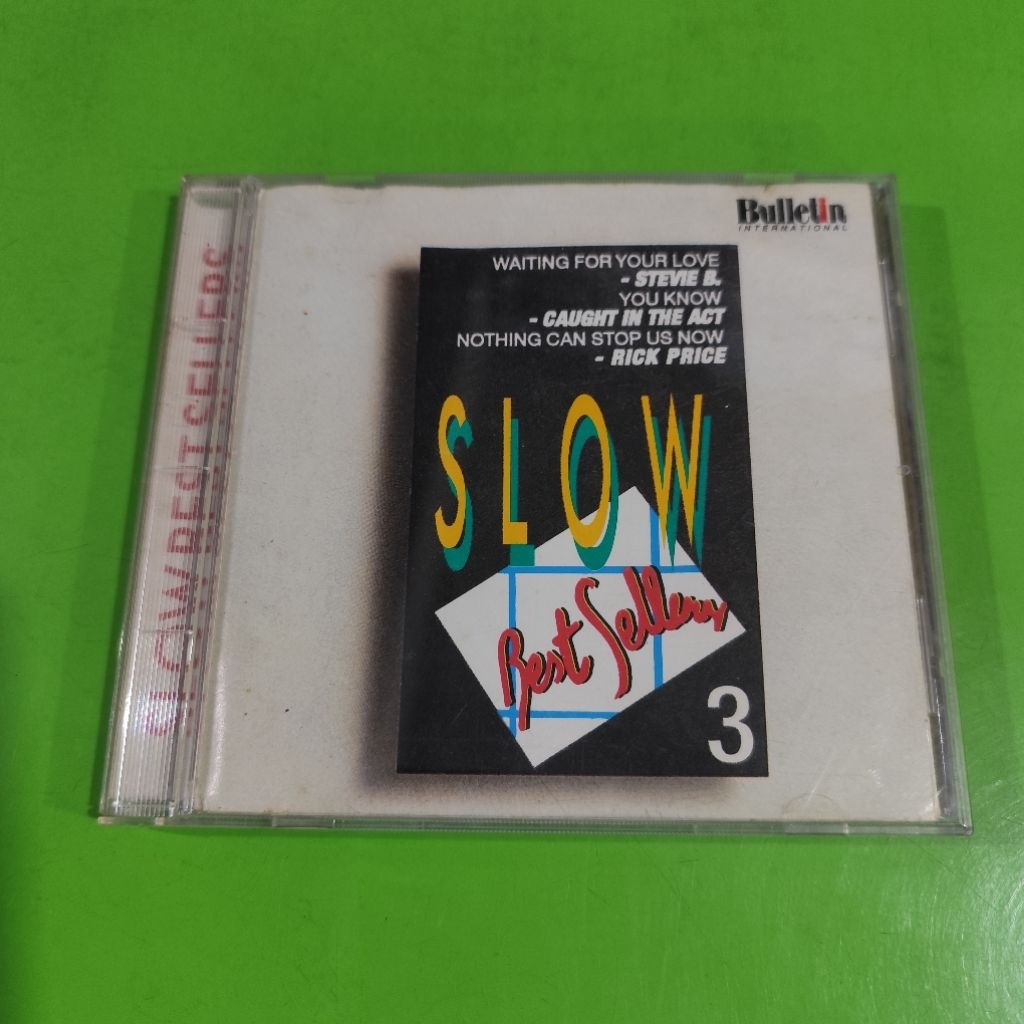 Bulletin
INTERNATIONAL
WAITING FOR YOUR LOVE
- STEVIE B.
YOU KNOW
- CAUGHT IN THE ACT
NOTHING CAN STOP US NOW
- RICK PRICE
SLOW
Best Sellers
3
SLOW BEST SELLERS